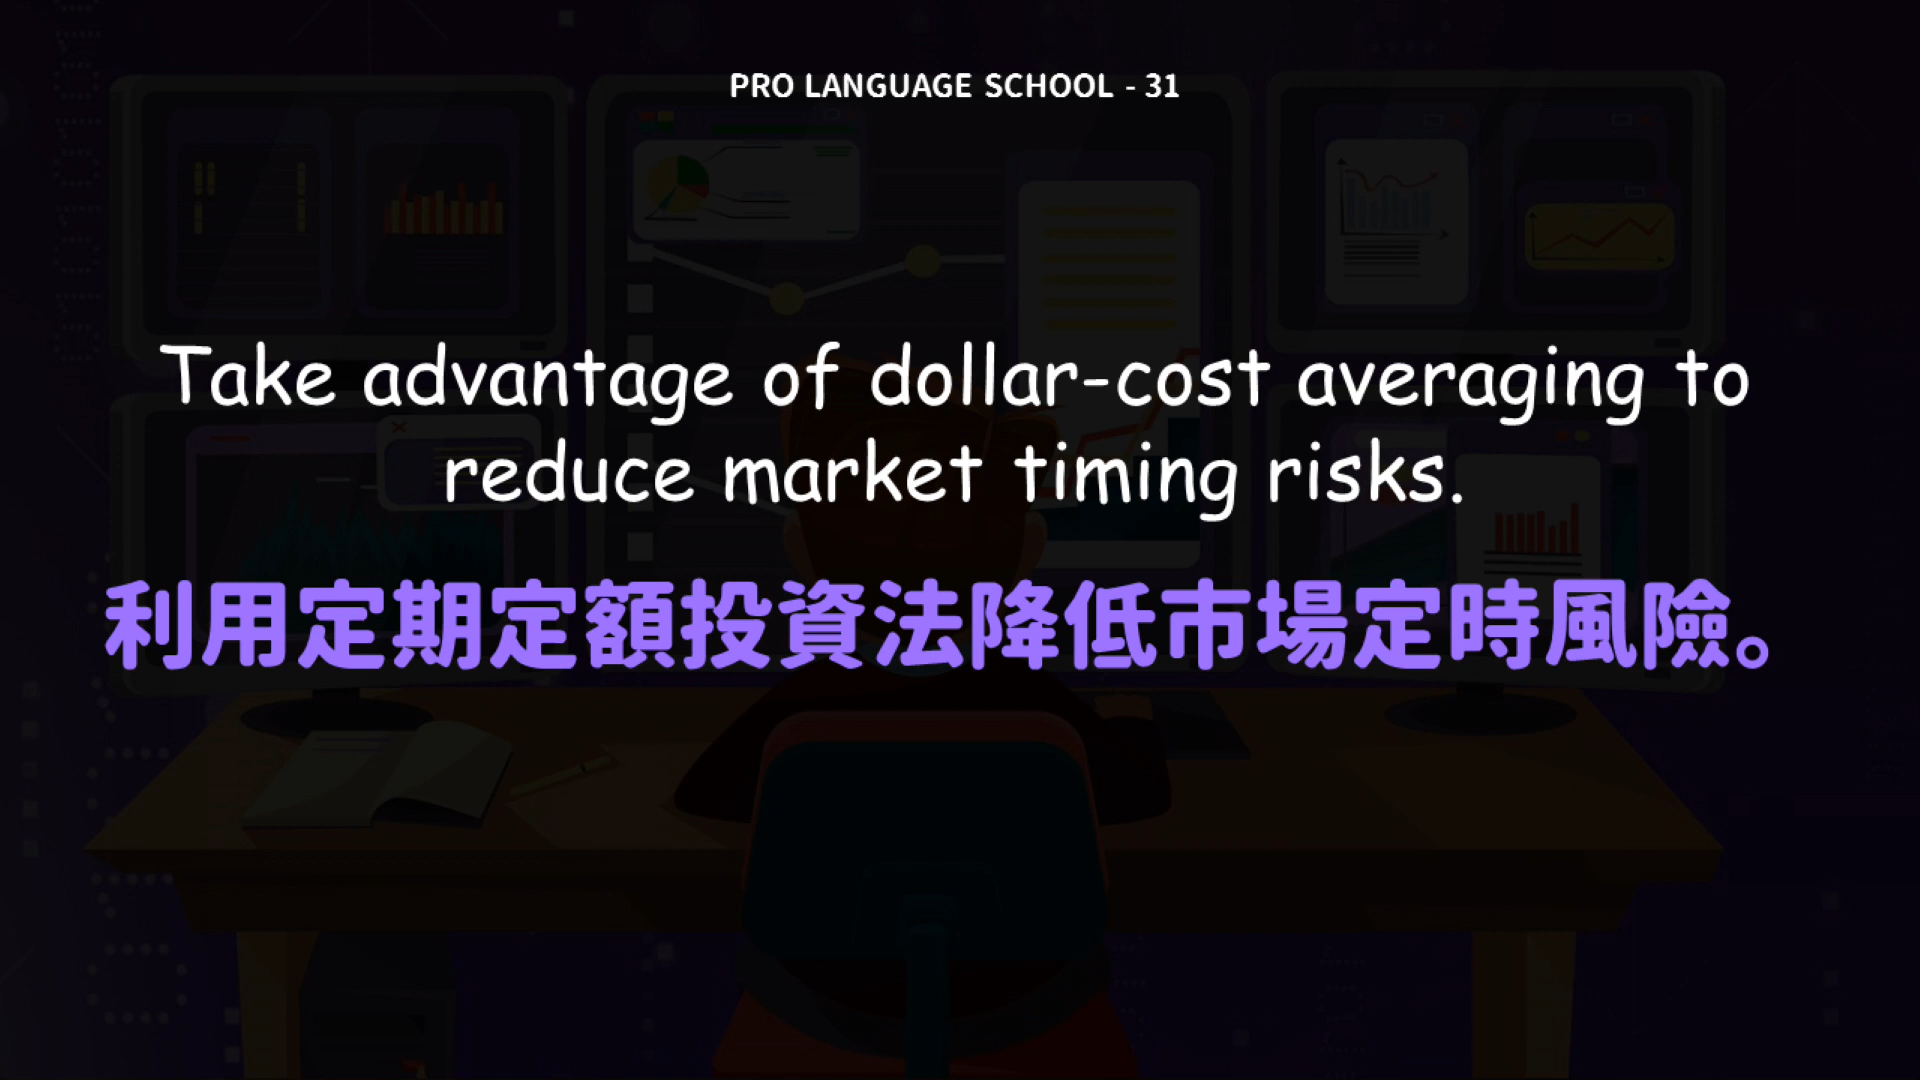 PRO LANGUAGE SCHOOL - 31
Take advantage of dollar-cost averaging to
reduce market timing risks.
利用定期定額投資法降低市場定時風險。